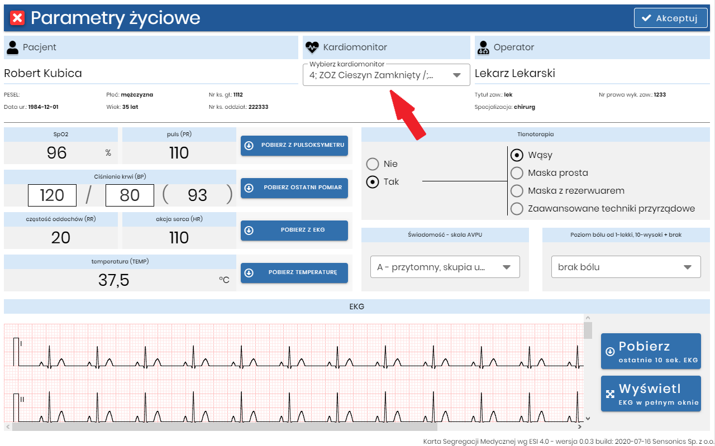 Parametry życiowe
Akceptuj
Pacjent
Kardiomonitor
Operator
Robert Kubica
Wybierz kardiomonitor
4; ZOZ Cieszyn Zamknięty /;...
Lekarz Lekarski
PESEL:
Płeć: mężczyzna
Nr ks. gł.: 1112
Tytuł zaw.: lek
Nr prawa wyk. zaw.: 1233
Data ur.: 1984-12-01
Wiek: 35 lat
Nr ks. oddział: 222333
Specjalizacja: chirurg
SpO2
puls (PR)
96 %
110
POBIERZ Z PULSOKSYMETRU
Ciśnienie krwi (BP)
120 / 80 ( 93 )
POBIERZ OSTATNI POMIAR
częstość oddechów (RR)
akcja serca (HR)
20
110
POBIERZ Z EKG
temperatura (TEMP)
37,5 °C
POBIERZ TEMPERATURĘ
Tlenoterapia
Nie
Tak
Wąsy
Maska prosta
Maska z rezerwuarem
Zaawansowane techniki przyrządowe
Świadomość - skala AVPU
Poziom bólu od 1-lekki, 10-wysoki + brak
A - przytomny, skupia u...
brak bólu
EKG
I
II
Pobierz
ostatnie 10 sek. EKG
Wyświetl
EKG w pełnym oknie
Karta Segregacji Medycznej wg ESI 4.0 - wersja 0.0.3 build: 2020-07-16 Sensonics Sp. z o.o.